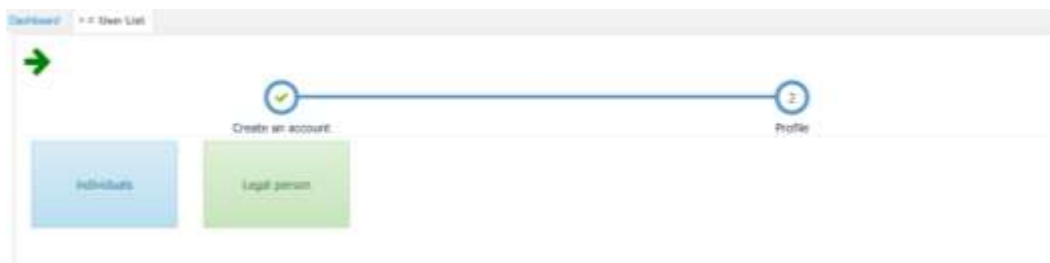 Dashboard
User List
2
Create an account
Profile
Individuals
Legal person